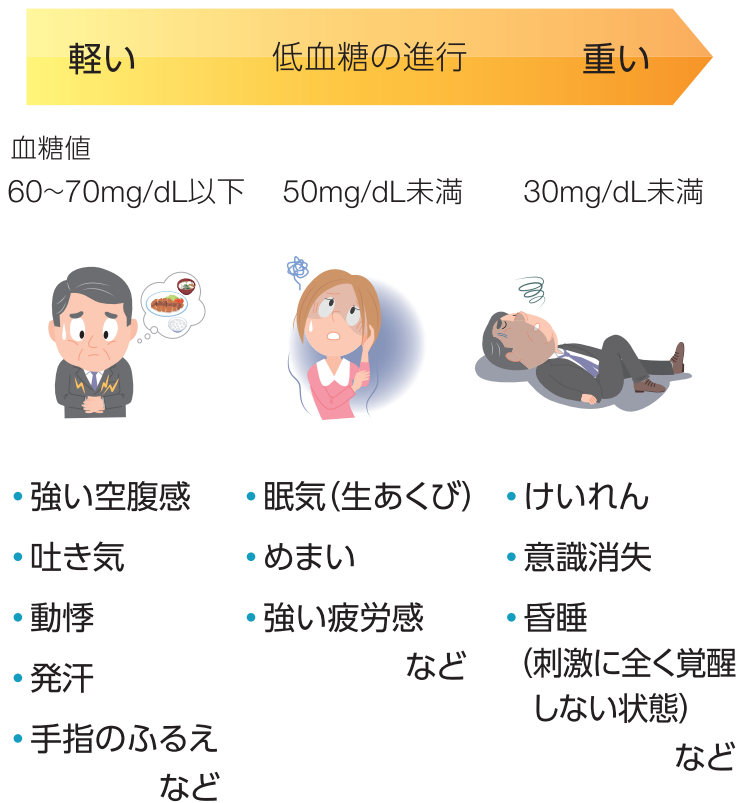 軽い 低血糖の進行 重い
血糖値
60〜70mg/dL以下 50mg/dL未満 30mg/dL未満
・強い空腹感
・吐き気
・動悸
・発汗
・手指のふるえ
など
・眠気（生あくび）
・めまい
・強い疲労感
など
・けいれん
・意識消失
・昏睡
（刺激に全く覚醒
しない状態）
など